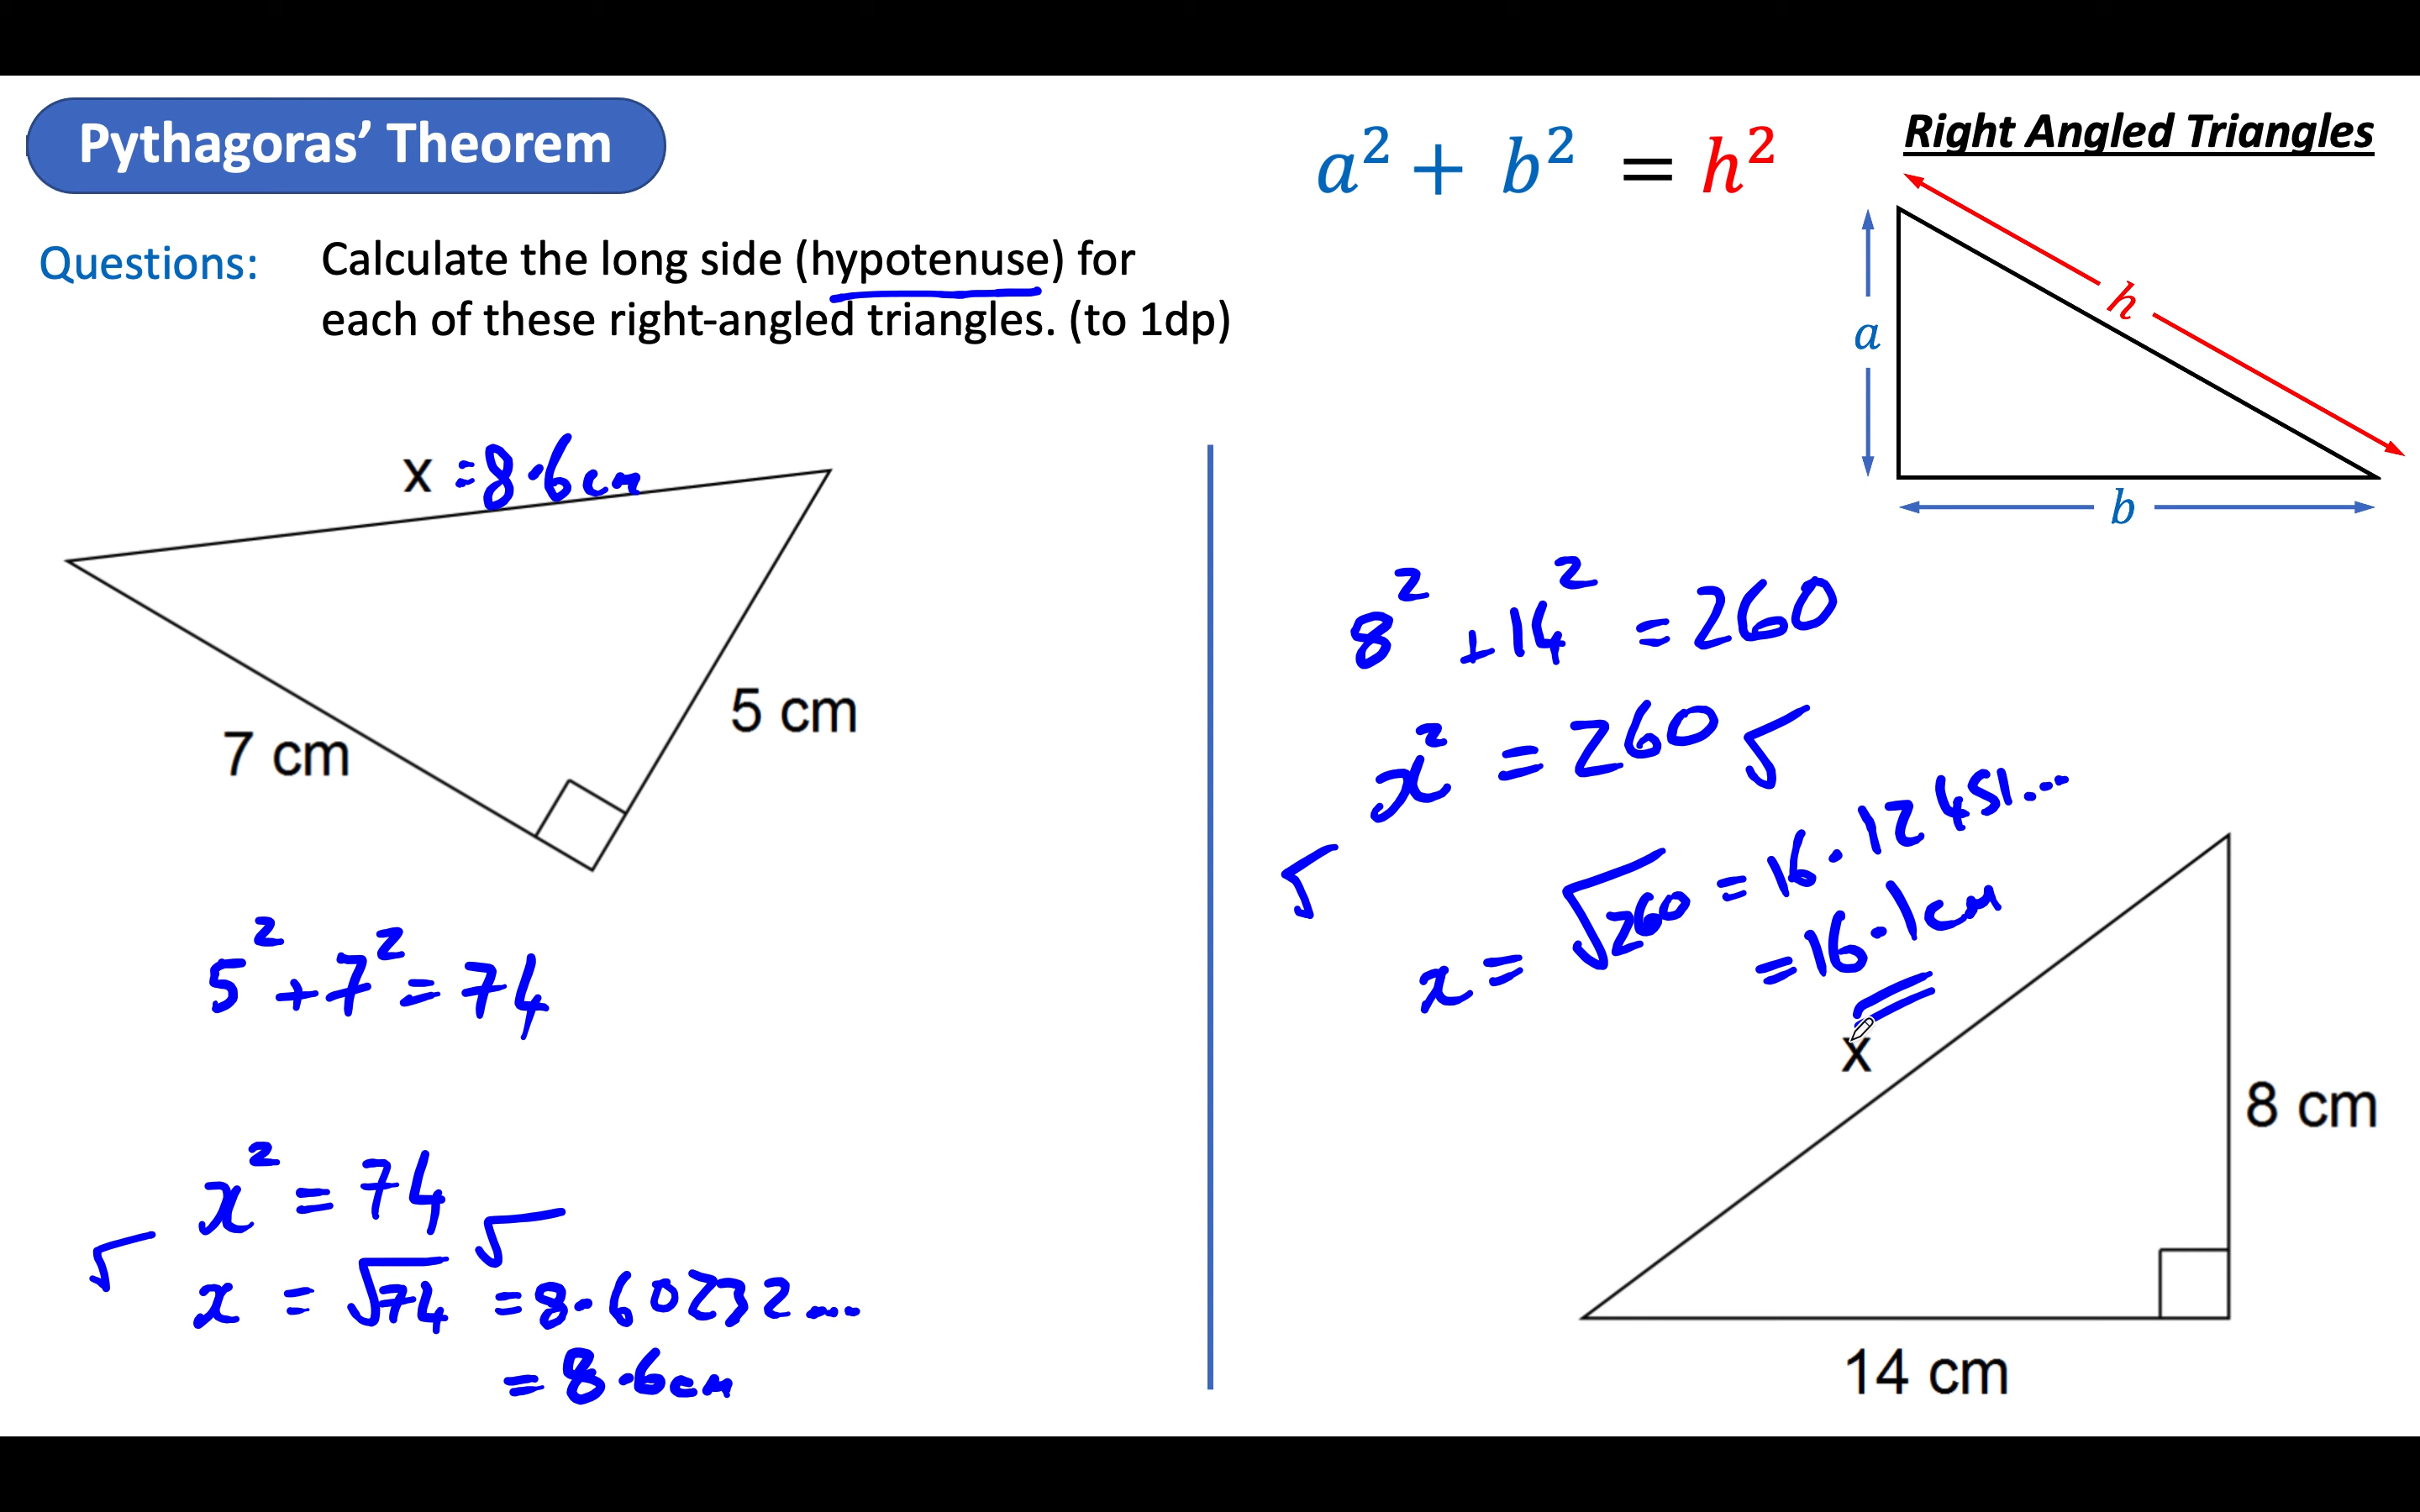 Pythagoras’ Theorem
a² + b² = h²
Right Angled Triangles
Questions: Calculate the long side (hypotenuse) for
each of these right-angled triangles. (to 1dp)
a
h
b
x =8·6cm
7 cm
5 cm
5² + 7² = 74
x² = 74 √
√ x = √74 = 8·60232...
= 8·6cm
8² + 14² = 260
x² = 260 √
√ x = √260 = 16·12451...
= 16·1cm
x
8 cm
14 cm